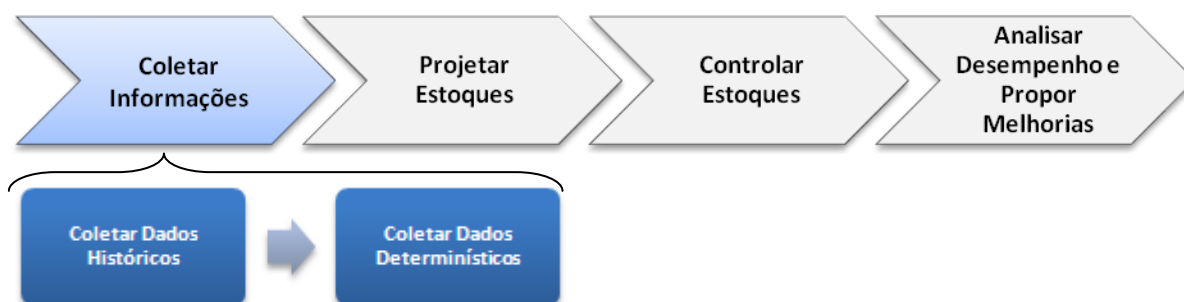 Coletar
Informações
Projetar
Estoques
Controlar
Estoques
Analisar
Desempenho e
Propor
Melhorias
Coletar Dados
Históricos
Coletar Dados
Determinísticos